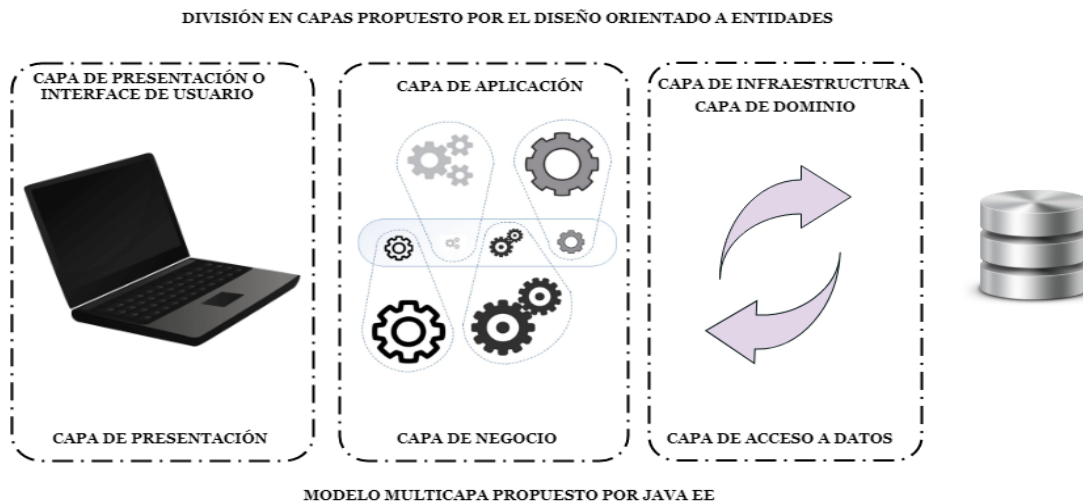 DIVISIÓN EN CAPAS PROPUESTO POR EL DISEÑO ORIENTADO A ENTIDADES
CAPA DE PRESENTACIÓN O
INTERFACE DE USUARIO
CAPA DE APLICACIÓN
CAPA DE INFRAESTRUCTURA
CAPA DE DOMINIO
CAPA DE PRESENTACIÓN
CAPA DE NEGOCIO
CAPA DE ACCESO A DATOS
MODELO MULTICAPA PROPUESTO POR JAVA EE